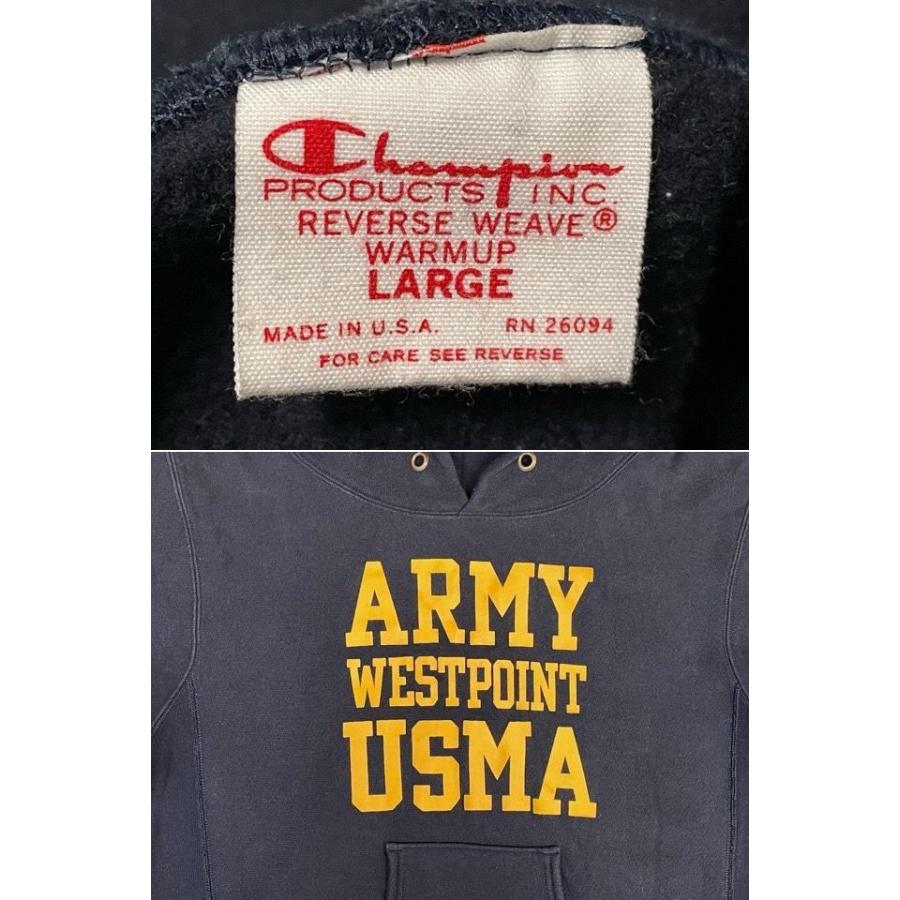 Champion
PRODUCTS INC.
REVERSE WEAVE®
WARMUP
LARGE
MADE IN U.S.A. RN 26094
FOR CARE SEE REVERSE
ARMY
WESTPOINT
USMA